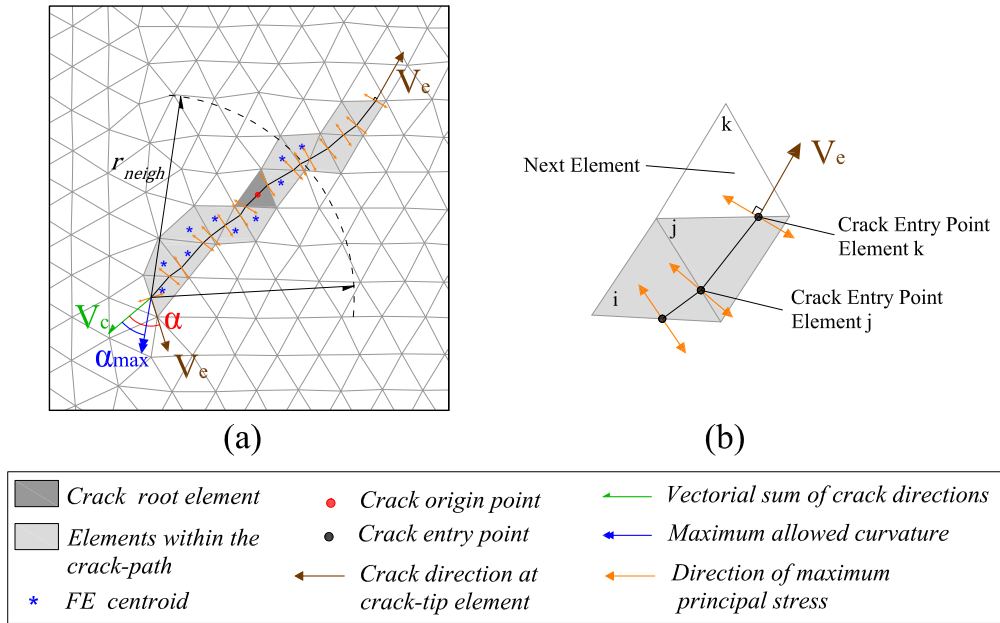 Ve
r neigh
Vc
α
αmax
Ve
(a)
k
Next Element
Ve
j
Crack Entry Point
Element k
i
Crack Entry Point
Element j
(b)
Crack root element
Elements within the
crack-path
* FE centroid
Crack origin point
Crack entry point
Crack direction at
crack-tip element
Vectorial sum of crack directions
Maximum allowed curvature
Direction of maximum
principal stress